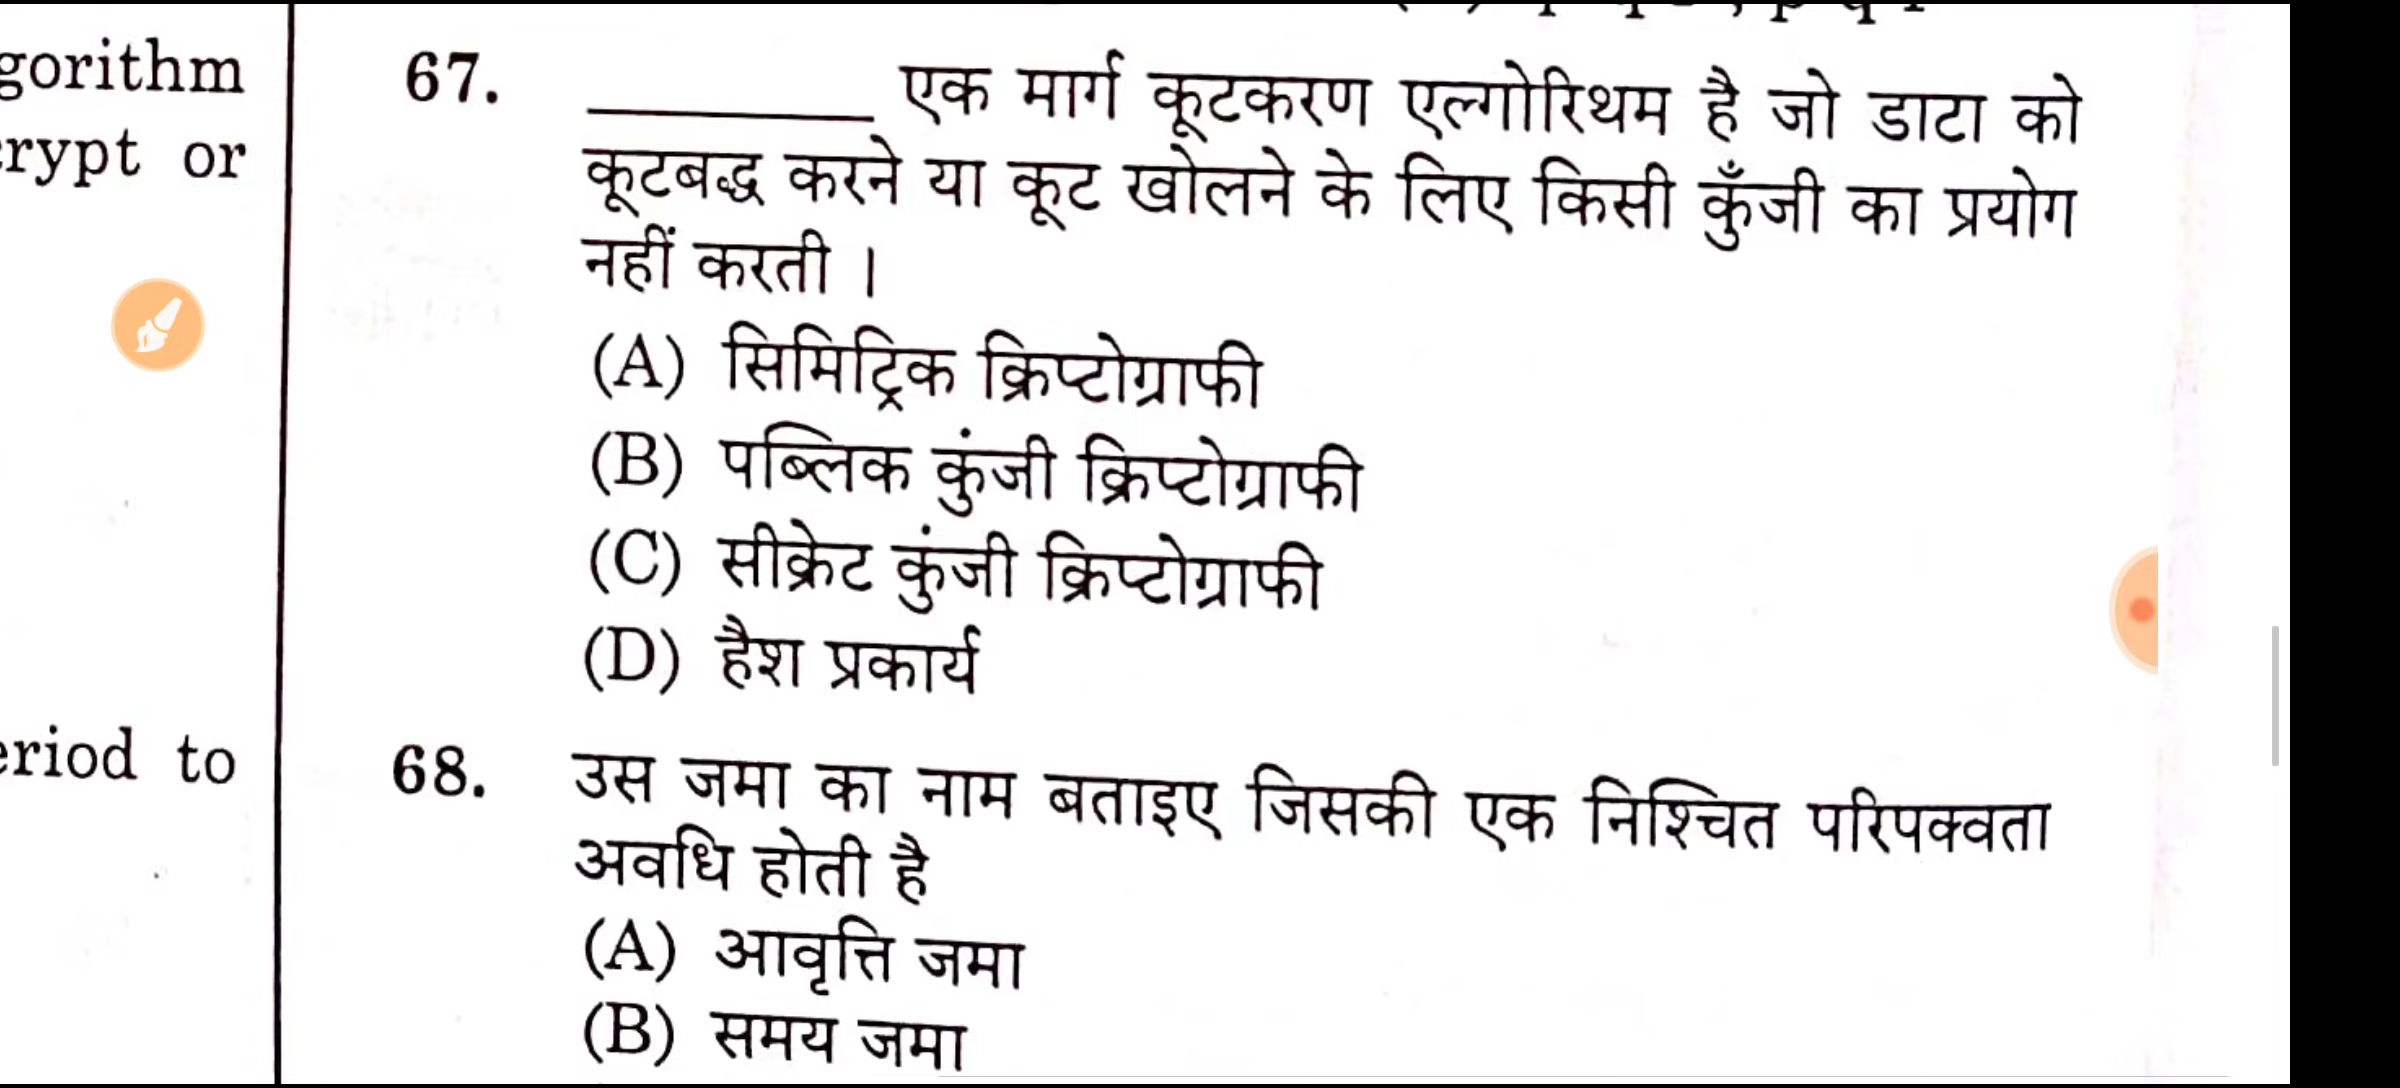 gorithm
rypt or
eriod to
67. ________ एक मार्ग कूटकरण एल्गोरिथम है जो डाटा को
कूटबद्ध करने या कूट खोलने के लिए किसी कुँजी का प्रयोग
नहीं करती ।
(A) सिमिट्रिक क्रिप्टोग्राफी
(B) पब्लिक कुंजी क्रिप्टोग्राफी
(C) सीक्रेट कुंजी क्रिप्टोग्राफी
(D) हैश प्रकार्य
68. उस जमा का नाम बताइए जिसकी एक निश्चित परिपक्वता
अवधि होती है
(A) आवृत्ति जमा
(B) समय जमा